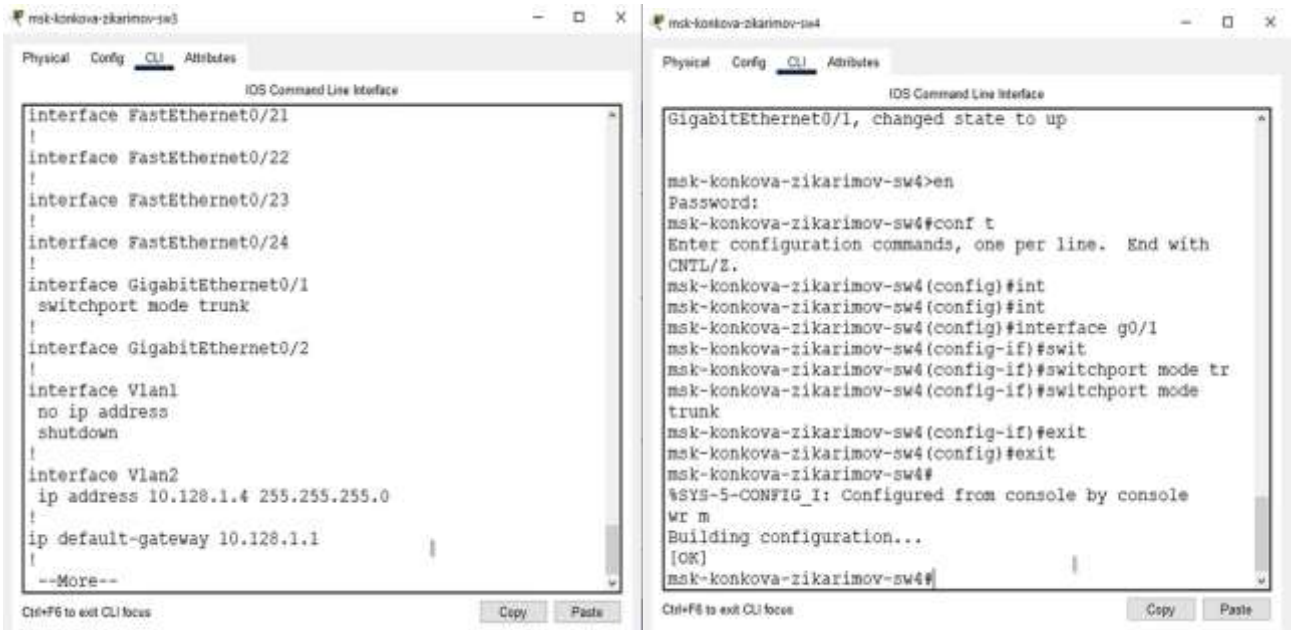 msk-konkova-zikarimov-sw3
Physical Config CLI Attributes
IOS Command Line Interface
interface FastEthernet0/21
!
interface FastEthernet0/22
!
interface FastEthernet0/23
!
interface FastEthernet0/24
!
interface GigabitEthernet0/1
switchport mode trunk
!
interface GigabitEthernet0/2
!
interface Vlan1
no ip address
shutdown
!
interface Vlan2
ip address 10.128.1.4 255.255.255.0
!
ip default-gateway 10.128.1.1
!
--More--
Ctrl+F6 to exit CLI focus
Copy Paste
msk-konkova-zikarimov-sw4
Physical Config CLI Attributes
IOS Command Line Interface
GigabitEthernet0/1, changed state to up
msk-konkova-zikarimov-sw4>en
Password:
msk-konkova-zikarimov-sw4#conf t
Enter configuration commands, one per line. End with
CNTL/Z.
msk-konkova-zikarimov-sw4(config)#int
msk-konkova-zikarimov-sw4(config)#int
msk-konkova-zikarimov-sw4(config)#interface g0/1
msk-konkova-zikarimov-sw4(config-if)#swit
msk-konkova-zikarimov-sw4(config-if)#switchport mode tr
msk-konkova-zikarimov-sw4(config-if)#switchport mode
trunk
msk-konkova-zikarimov-sw4(config-if)#exit
msk-konkova-zikarimov-sw4(config)#exit
msk-konkova-zikarimov-sw4#
%SYS-5-CONFIG_I: Configured from console by console
wr m
Building configuration...
[OK]
msk-konkova-zikarimov-sw4#
Ctrl+F6 to exit CLI focus
Copy Paste